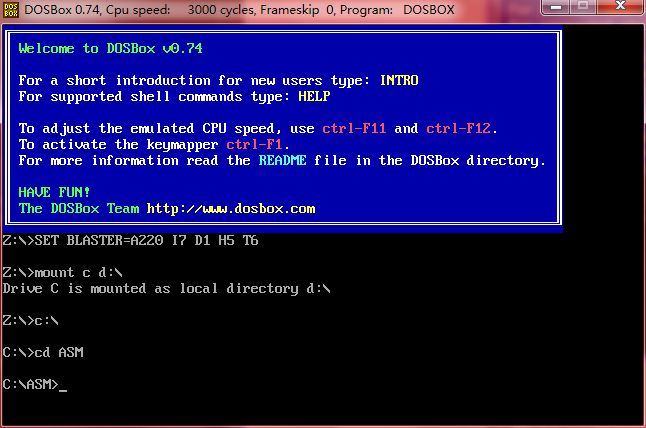 DOS
BOX
DOSBox 0.74, Cpu speed: 3000 cycles, Frameskip 0, Program: DOSBOX
Welcome to DOSBox v0.74
For a short introduction for new users type: INTRO
For supported shell commands type: HELP
To adjust the emulated CPU speed, use ctrl-F11 and ctrl-F12.
To activate the keymapper ctrl-F1.
For more information read the README file in the DOSBox directory.
HAVE FUN!
The DOSBox Team http://www.dosbox.com
Z:\>SET BLASTER=A220 I7 D1 H5 T6
Z:\>mount c d:\
Drive C is mounted as local directory d:\
Z:\>c:\
C:\>cd ASM
C:\ASM>_